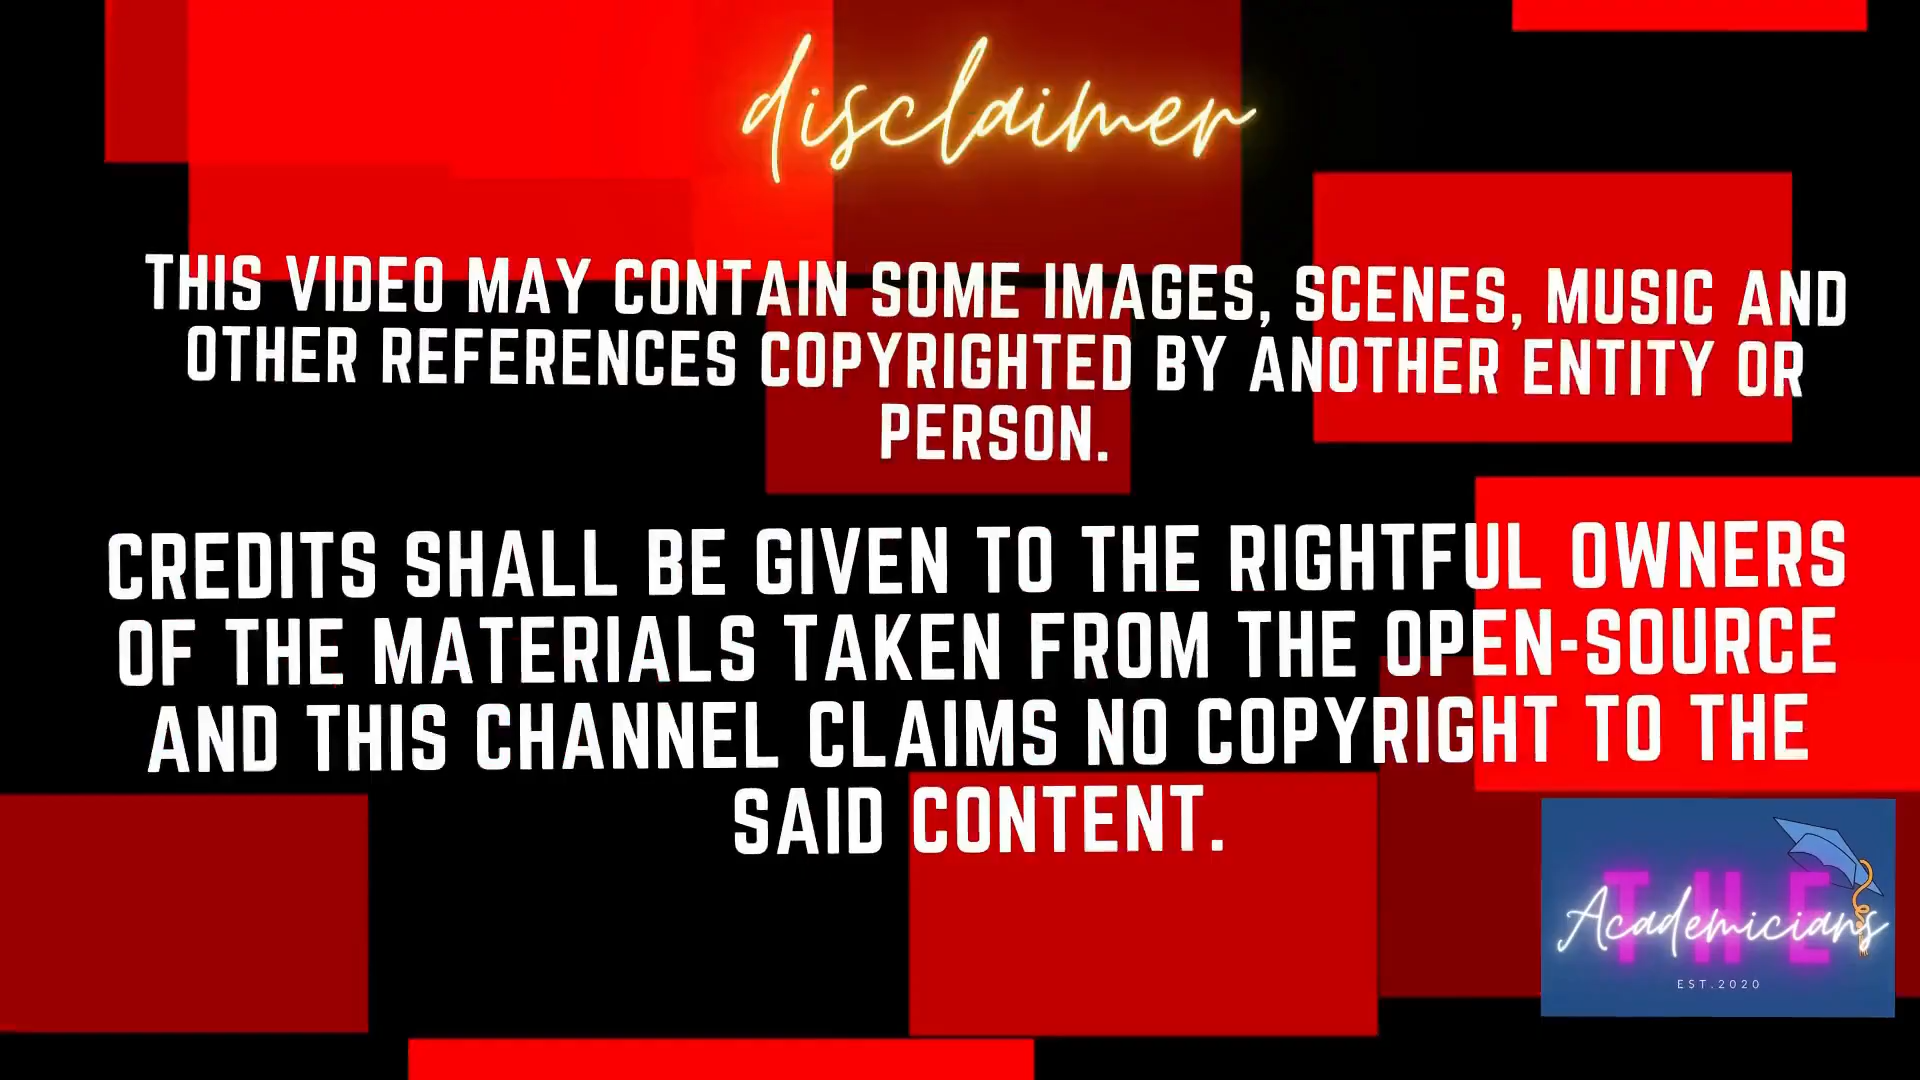 disclaimer
THIS VIDEO MAY CONTAIN SOME IMAGES, SCENES, MUSIC AND
OTHER REFERENCES COPYRIGHTED BY ANOTHER ENTITY OR
PERSON.
CREDITS SHALL BE GIVEN TO THE RIGHTFUL OWNERS
OF THE MATERIALS TAKEN FROM THE OPEN-SOURCE
AND THIS CHANNEL CLAIMS NO COPYRIGHT TO THE
SAID CONTENT.
THE
Academicians
EST.2020